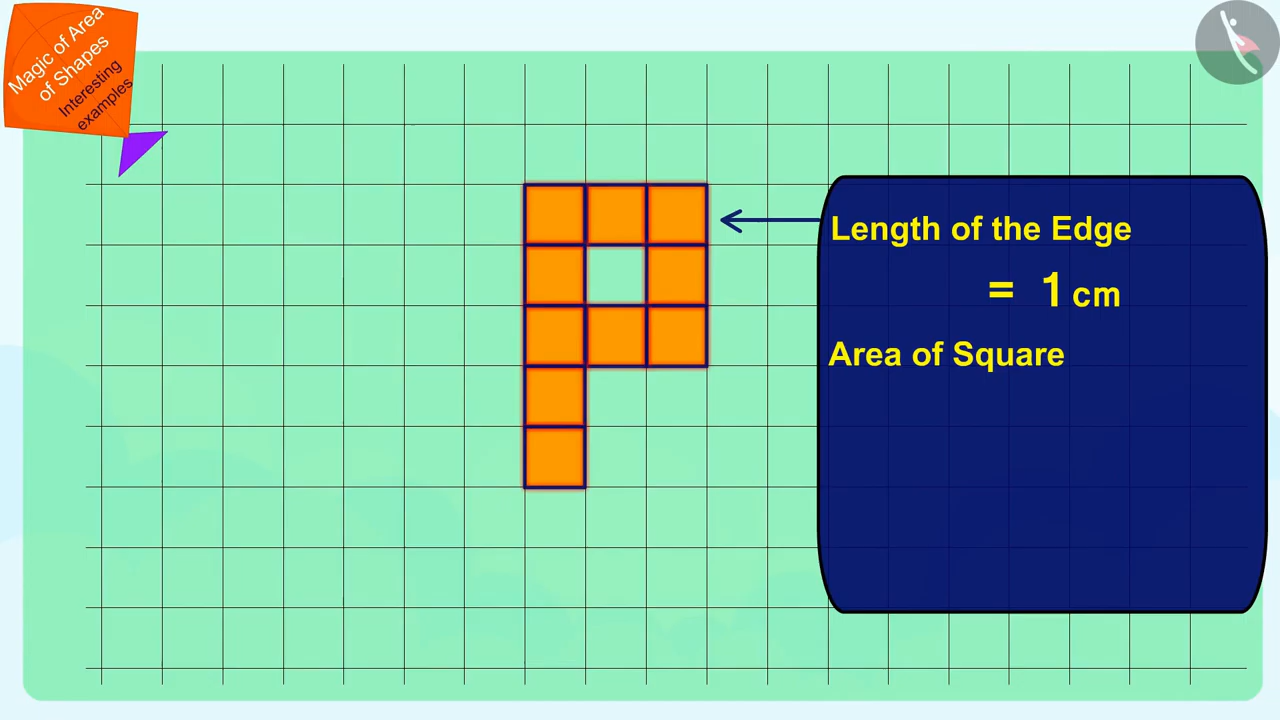 Magic of Area
of Shapes
Interesting
examples
Length of the Edge
= 1 cm
Area of Square